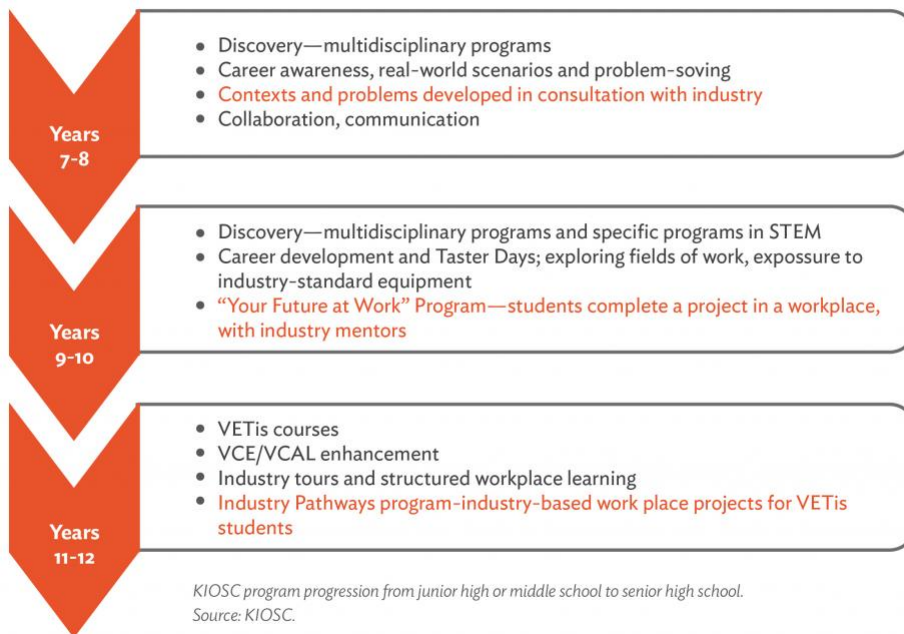 Years
7-8
• Discovery—multidisciplinary programs
• Career awareness, real-world scenarios and problem-soving
• Contexts and problems developed in consultation with industry
• Collaboration, communication
Years
9-10
• Discovery—multidisciplinary programs and specific programs in STEM
• Career development and Taster Days; exploring fields of work, expossure to
industry-standard equipment
• “Your Future at Work” Program—students complete a project in a workplace,
with industry mentors
Years
11-12
• VETis courses
• VCE/VCAL enhancement
• Industry tours and structured workplace learning
• Industry Pathways program-industry-based work place projects for VETis
students
KIOSC program progression from junior high or middle school to senior high school.
Source: KIOSC.